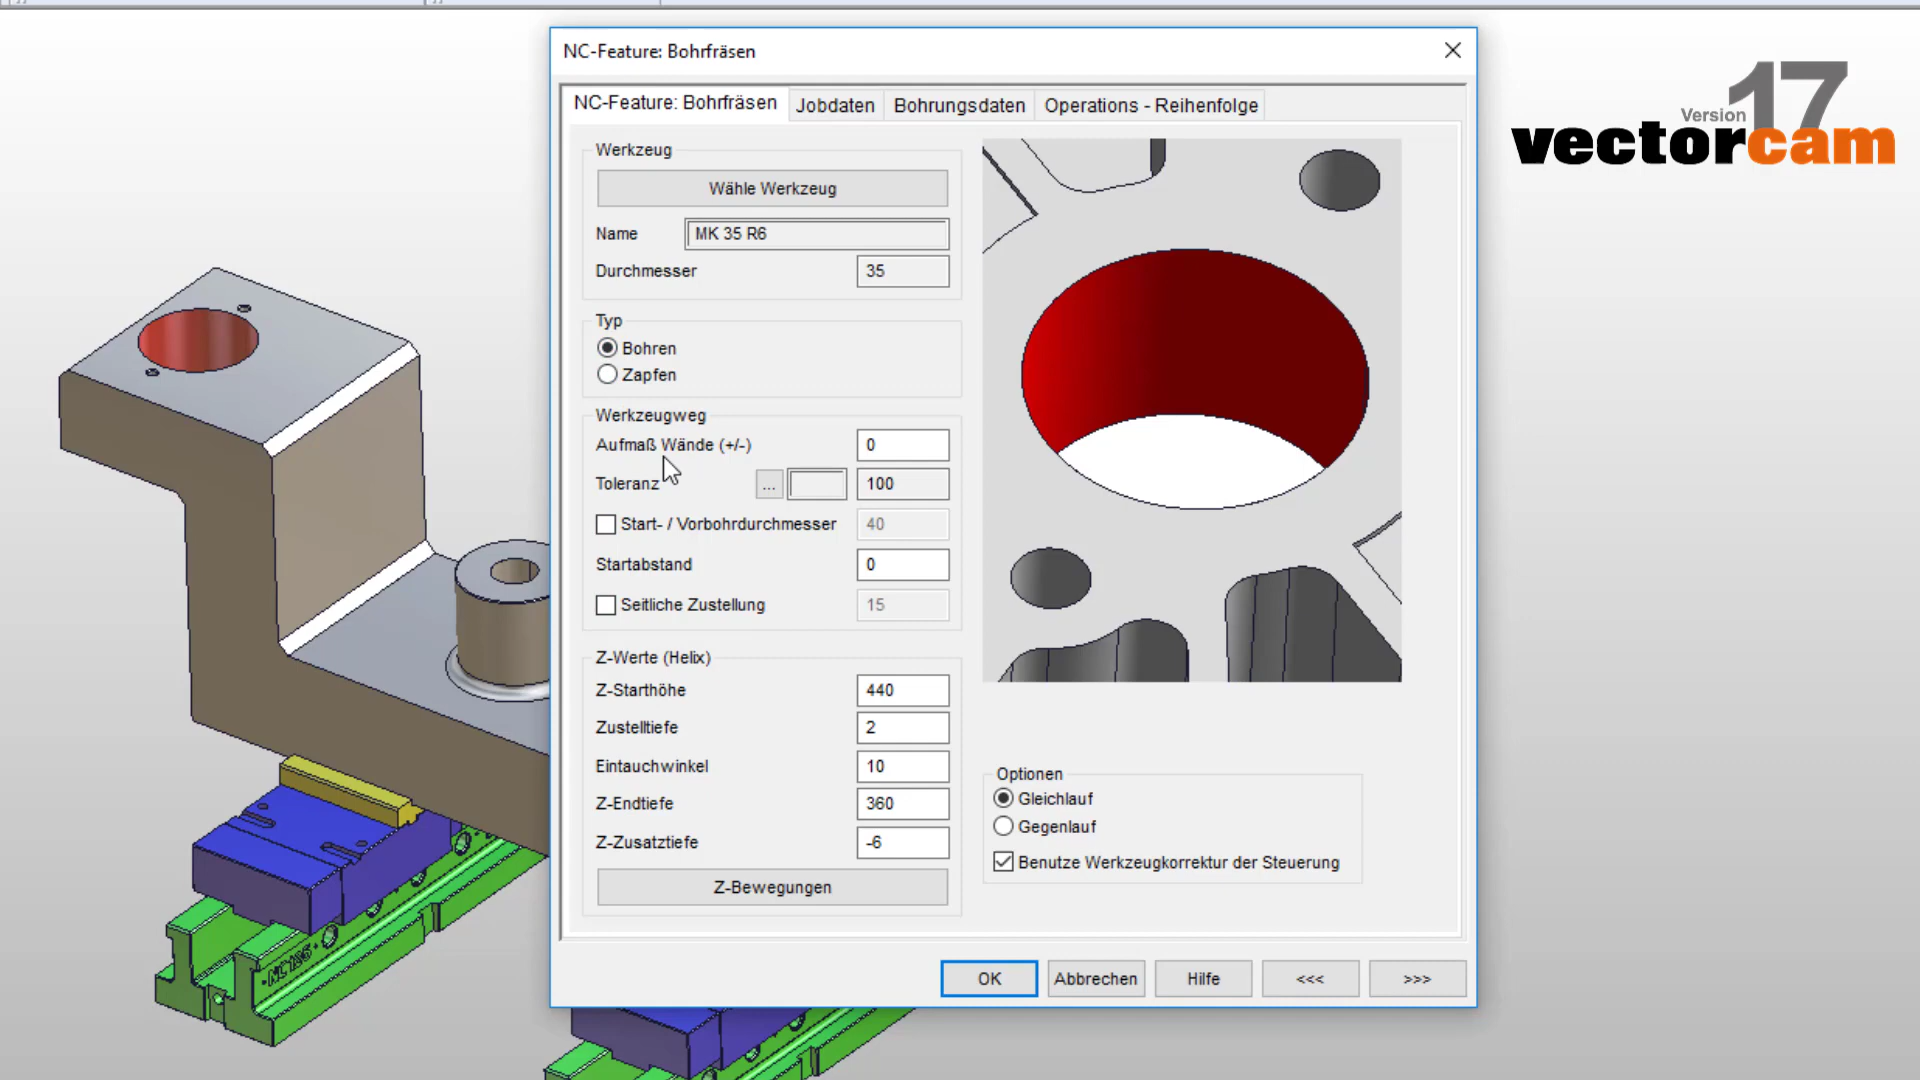 NC-Feature: Bohrfräsen
Version 17
vectorcam
NC-Feature: Bohrfräsen
Jobdaten
Bohrungsdaten
Operations - Reihenfolge
Werkzeug
Wähle Werkzeug
Name MK 35 R6
Durchmesser 35
Typ
Bohren
Zapfen
Werkzeugweg
Aufmaß Wände (+/-) 0
Toleranz ... 100
Start- / Vorbohrdurchmesser 40
Startabstand 0
Seitliche Zustellung 15
Z-Werte (Helix)
Z-Starthöhe 440
Zustelltiefe 2
Eintauchwinkel 10
Z-Endtiefe 360
Z-Zusatztiefe -6
Z-Bewegungen
Optionen
Gleichlauf
Gegenlauf
Benutze Werkzeugkorrektur der Steuerung
OK
Abbrechen
Hilfe
<<<
>>>